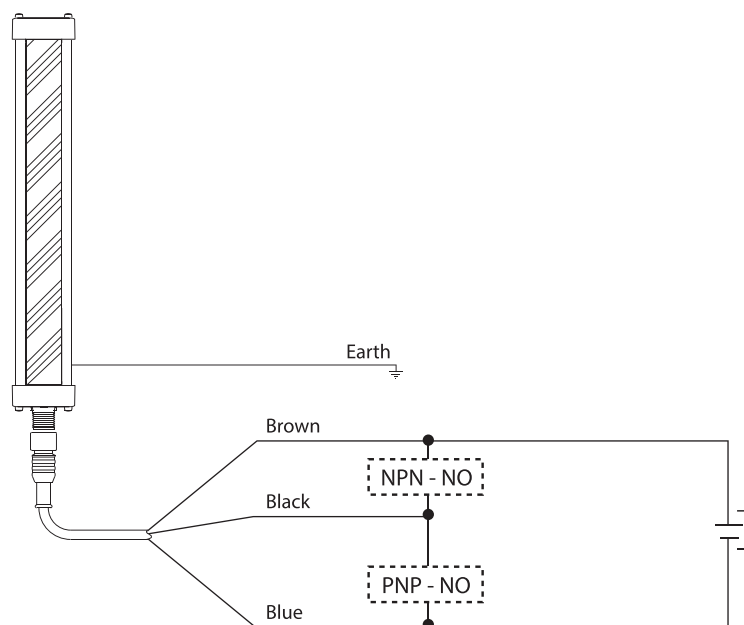 Earth
Brown
NPN - NO
Black
PNP - NO
Blue